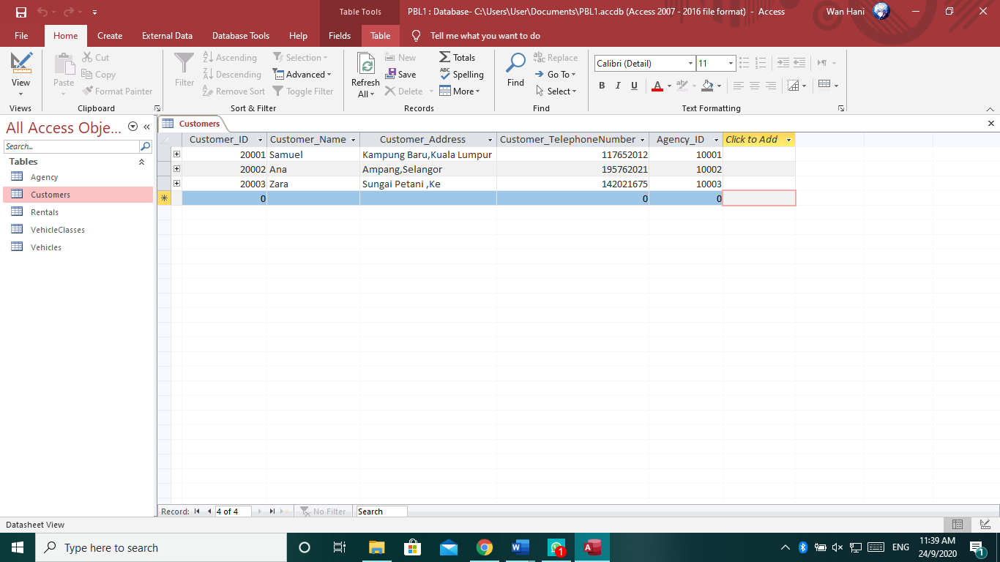 Table Tools PBL1 : Database- C:\Users\User\Documents\PBL1.accdb (Access 2007 - 2016 file format) - Access Wan Hani
File Home Create External Data Database Tools Help Fields Table Tell me what you want to do
View
Views
Paste
Cut
Copy
Format Painter
Clipboard
Filter
Ascending
Descending
Remove Sort
Selection
Advanced
Toggle Filter
Sort & Filter
Refresh
All
New
Save
Delete
Totals
Spelling
More
Records
Find
Replace
Go To
Select
Find
Calibri (Detail) 11
B I U A
Text Formatting
All Access Obje...
Search...
Tables
Agency
Customers
Rentals
VehicleClasses
Vehicles
Customers
Customer_ID Customer_Name Customer_Address Customer_TelephoneNumber Agency_ID Click to Add
20001 Samuel Kampung Baru,Kuala Lumpur 117652012 10001
20002 Ana Ampang,Selangor 195762021 10002
20003 Zara Sungai Petani ,Ke 142021675 10003
0 0 0
Record: 4 of 4 No Filter Search
Datasheet View
Type here to search
1
ENG
11:39 AM
24/9/2020
1